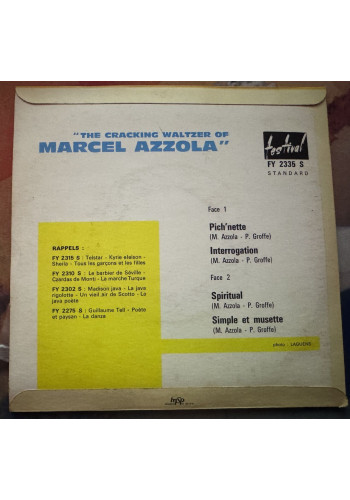 "THE CRACKING WALTZER OF
MARCEL AZZOLA"
festival
FY 2335 S
STANDARD
Face 1
Pich'nette
(M. Azzola - P. Groffe)
Interrogation
(M. Azzola - P. Groffe)
Face 2
Spiritual
(M. Azzola - P. Groffe)
Simple et musette
(M. Azzola - P. Groffe)
RAPPELS :
FY 2315 S : Telstar - Kyrie eleison -
Sheila - Tous les garçons et les filles
FY 2310 S : Le barbier de Séville -
Czardas de Monti - La marche Turque
FY 2302 S : Madison java - La java
rigolotte - Un vieil air de Scotto - La
java poète
FY 2275 S : Guillaume Tell - Poète
et paysan - La danza
photo :